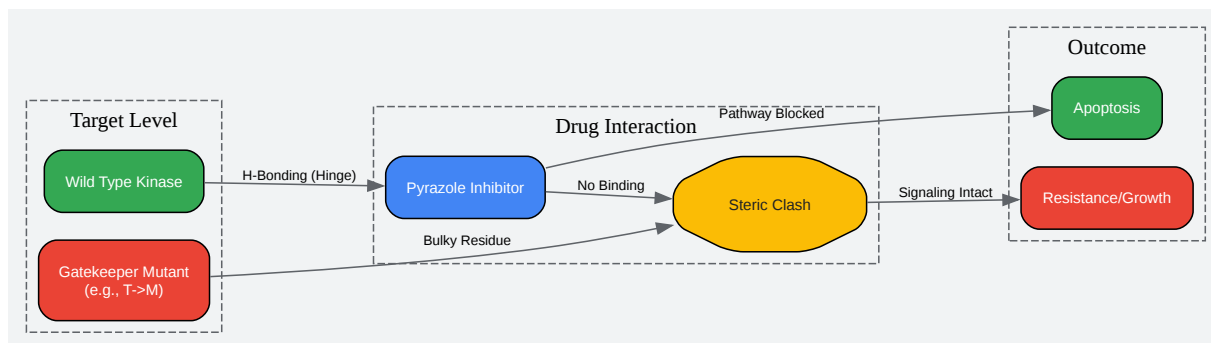 Target Level
Wild Type Kinase
Gatekeeper Mutant
(e.g., T->M)
H-Bonding (Hinge)
Bulky Residue
Drug Interaction
Pyrazole Inhibitor
No Binding
Steric Clash
Pathway Blocked
Signaling Intact
Outcome
Apoptosis
Resistance/Growth